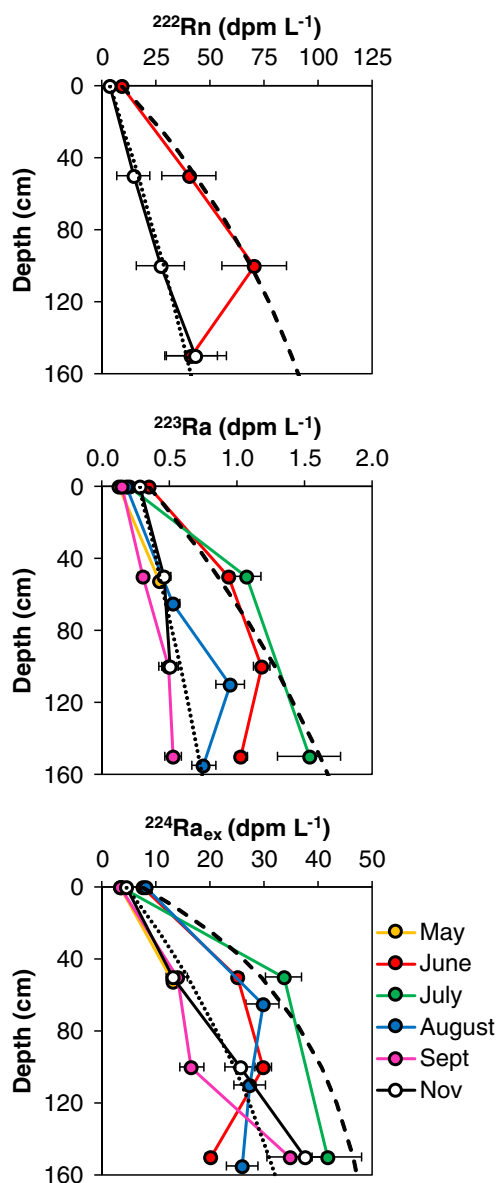 ²²²Rn (dpm L⁻¹)
0 25 50 75 100 125
Depth (cm)
0
40
80
120
160
²²³Ra (dpm L⁻¹)
0.0 0.5 1.0 1.5 2.0
Depth (cm)
0
40
80
120
160
²²⁴Raₑₓ (dpm L⁻¹)
0 10 20 30 40 50
Depth (cm)
0
40
80
120
160
May
June
July
August
Sept
Nov